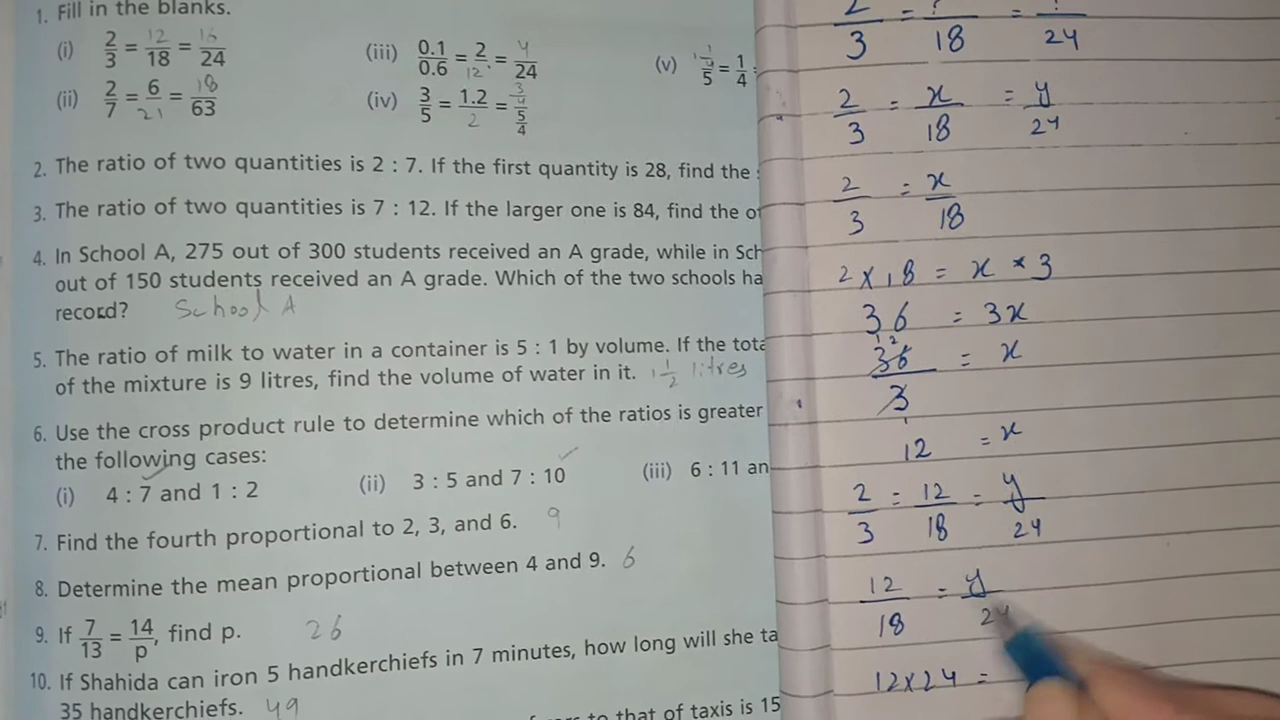 1. Fill in the blanks.
(i) 2/3 = 12/18 = 16/24
(ii) 2/7 = 6/21 = 18/63
(iii) 0.1/0.6 = 2/12 = 4/24
(iv) 3/5 = 1.2/2 = 3/4 / 5/4
(v) /5 = 1/4
2. The ratio of two quantities is 2 : 7. If the first quantity is 28, find the
3. The ratio of two quantities is 7 : 12. If the larger one is 84, find the
4. In School A, 275 out of 300 students received an A grade, while in
out of 150 students received an A grade. Which of the two schools
record? School A
5. The ratio of milk to water in a container is 5 : 1 by volume. If the
of the mixture is 9 litres, find the volume of water in it. 1 1/2 litres
6. Use the cross product rule to determine which of the ratios is greater
the following cases:
(i) 4 : 7 and 1 : 2 (ii) 3 : 5 and 7 : 10 (iii) 6 : 11
7. Find the fourth proportional to 2, 3, and 6. 9
8. Determine the mean proportional between 4 and 9. 6
9. If 7/13 = 14/p, find p. 26
10. If Shahida can iron 5 handkerchiefs in 7 minutes, how long will she
35 handkerchiefs. 49
to that of taxis is 15
2/3 = ?/18 = ?/24
2/3 = x/18 = y/24
2/3 = x/18
2 × 18 = x × 3
36 = 3x
36/3 = x
12 = x
2/3 = 12/18 = y/24
12/18 = y/24
12×24 =